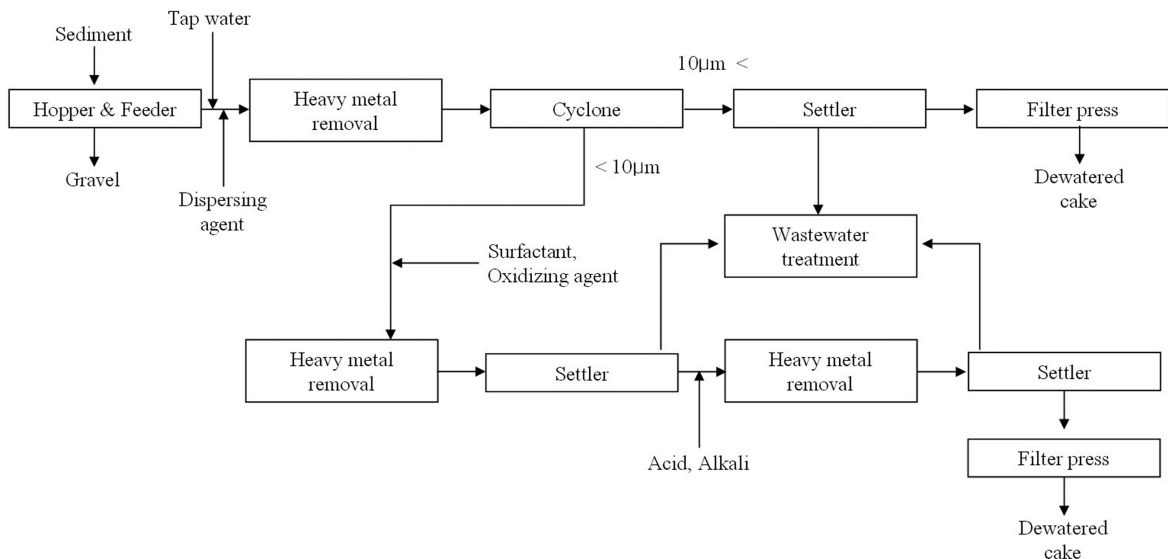 Tap water
Sediment
10μm <
Hopper & Feeder
Heavy metal
removal
Cyclone
Settler
Filter press
Gravel
< 10μm
Dewatered
cake
Dispersing
agent
Wastewater
treatment
Surfactant,
Oxidizing agent
Heavy metal
removal
Settler
Heavy metal
removal
Settler
Acid, Alkali
Filter press
Dewatered
cake